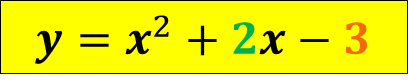 y = x² + 2x − 3